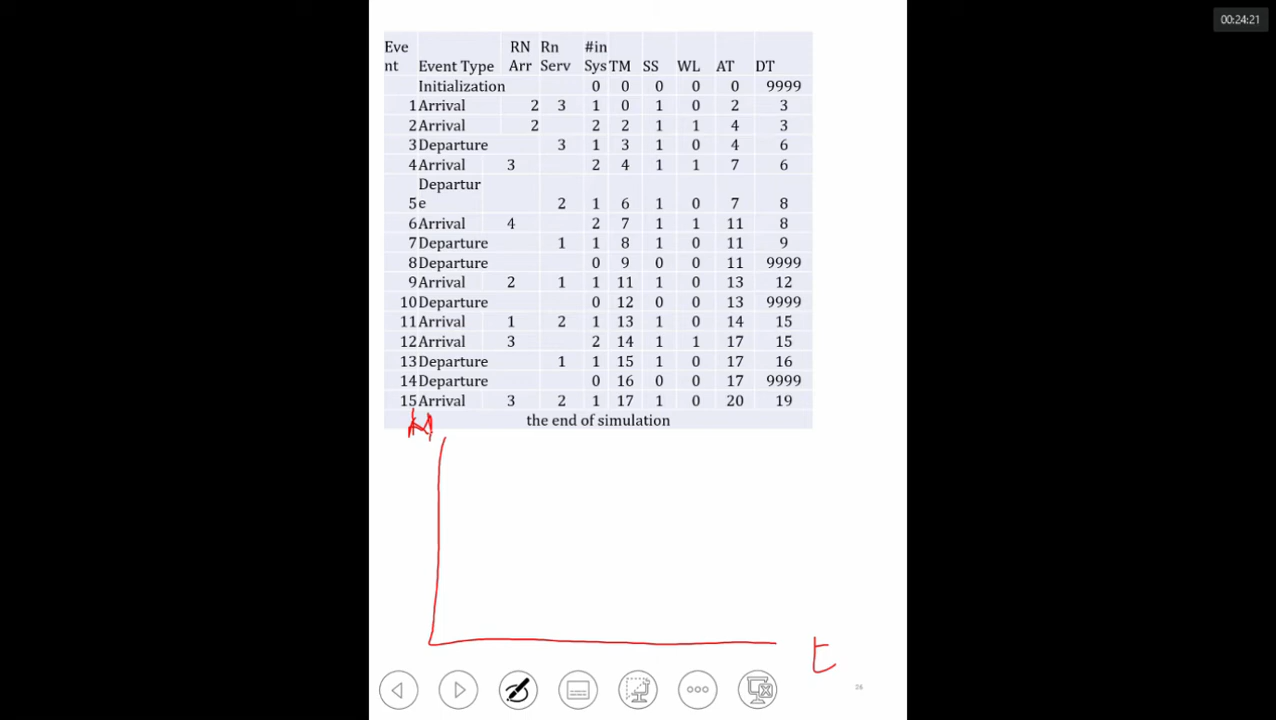 00:24:21
Eve RN Rn #in
nt Event Type Arr Serv Sys TM SS WL AT DT
Initialization 0 0 0 0 0 9999
1 Arrival 2 3 1 0 1 0 2 3
2 Arrival 2 2 2 1 1 4 3
3 Departure 3 1 3 1 0 4 6
4 Arrival 3 2 4 1 1 7 6
Departur
5 e 2 1 6 1 0 7 8
6 Arrival 4 2 7 1 1 11 8
7 Departure 1 1 8 1 0 11 9
8 Departure 0 9 0 0 11 9999
9 Arrival 2 1 1 11 1 0 13 12
10 Departure 0 12 0 0 13 9999
11 Arrival 1 2 1 13 1 0 14 15
12 Arrival 3 2 14 1 1 17 15
13 Departure 1 1 15 1 0 17 16
14 Departure 0 16 0 0 17 9999
15 Arrival 3 2 1 17 1 0 20 19
the end of simulation
t
26